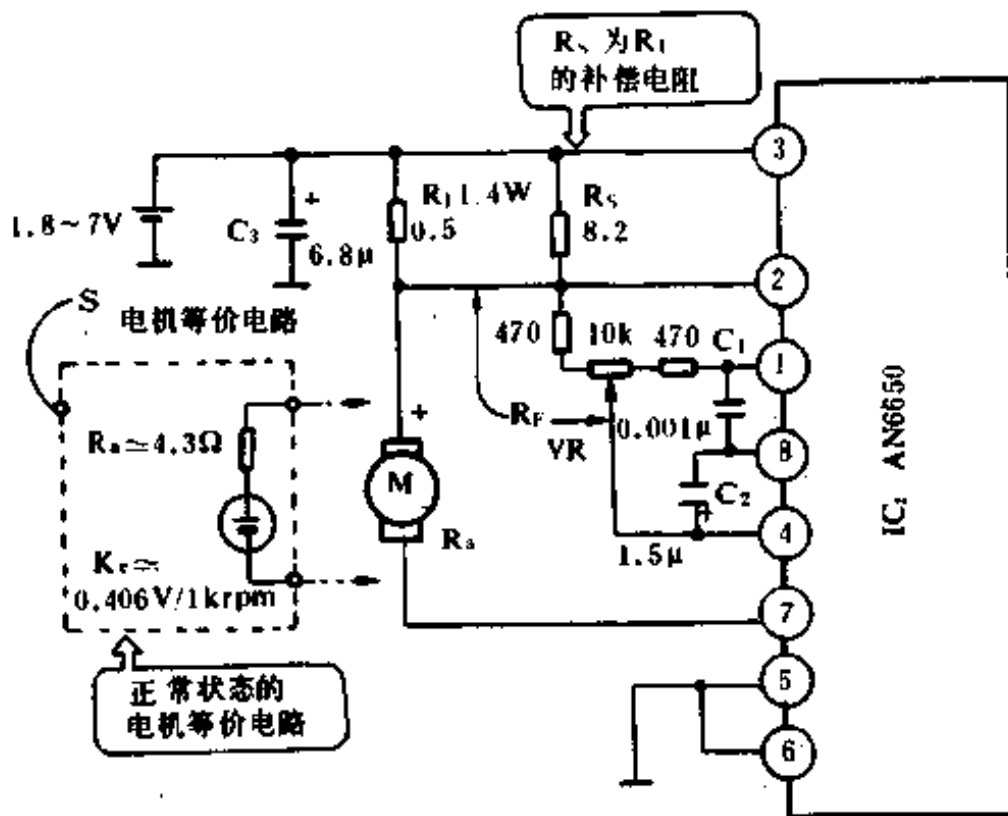 R、为R1
的补偿电阻
3
R1 1.4W
0.5
RS
8.2
1.8~7V
C3
6.8μ
+
2
S
电机等价电路
470
10k
470
C1
1
RF
VR
0.001μ
8
Ra≃4.3Ω
+
M
C2
+
Ra
1.5μ
4
IC2 AN6650
Kτ≃
0.406V/1krpm
7
正常状态的
电机等价电路
5
6